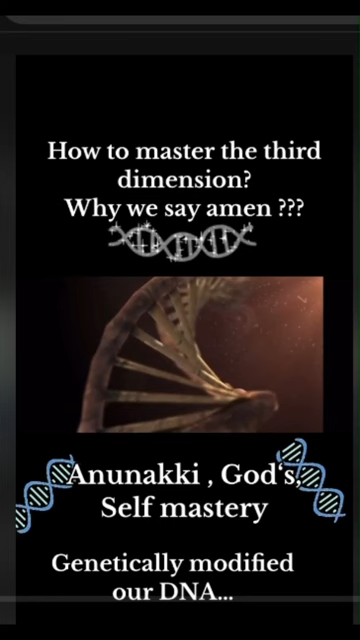 How to master the third
dimension?
Why we say amen ???
Anunakki , God's,
Self mastery
Genetically modified
our DNA...